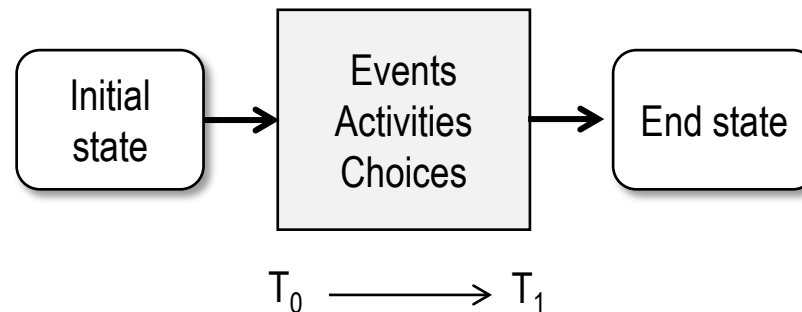 Initial
state
Events
Activities
Choices
End state
T₀ T₁